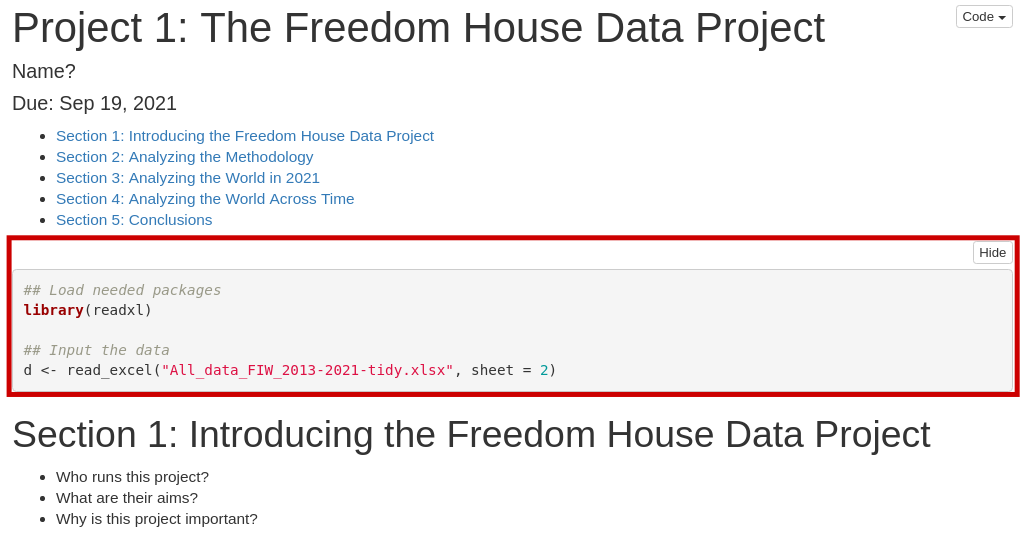 Project 1: The Freedom House Data Project
Code
Name?
Due: Sep 19, 2021
Section 1: Introducing the Freedom House Data Project
Section 2: Analyzing the Methodology
Section 3: Analyzing the World in 2021
Section 4: Analyzing the World Across Time
Section 5: Conclusions
Hide
## Load needed packages
library(readxl)
## Input the data
d <- read_excel("All_data_FIW_2013-2021-tidy.xlsx", sheet = 2)
Section 1: Introducing the Freedom House Data Project
Who runs this project?
What are their aims?
Why is this project important?